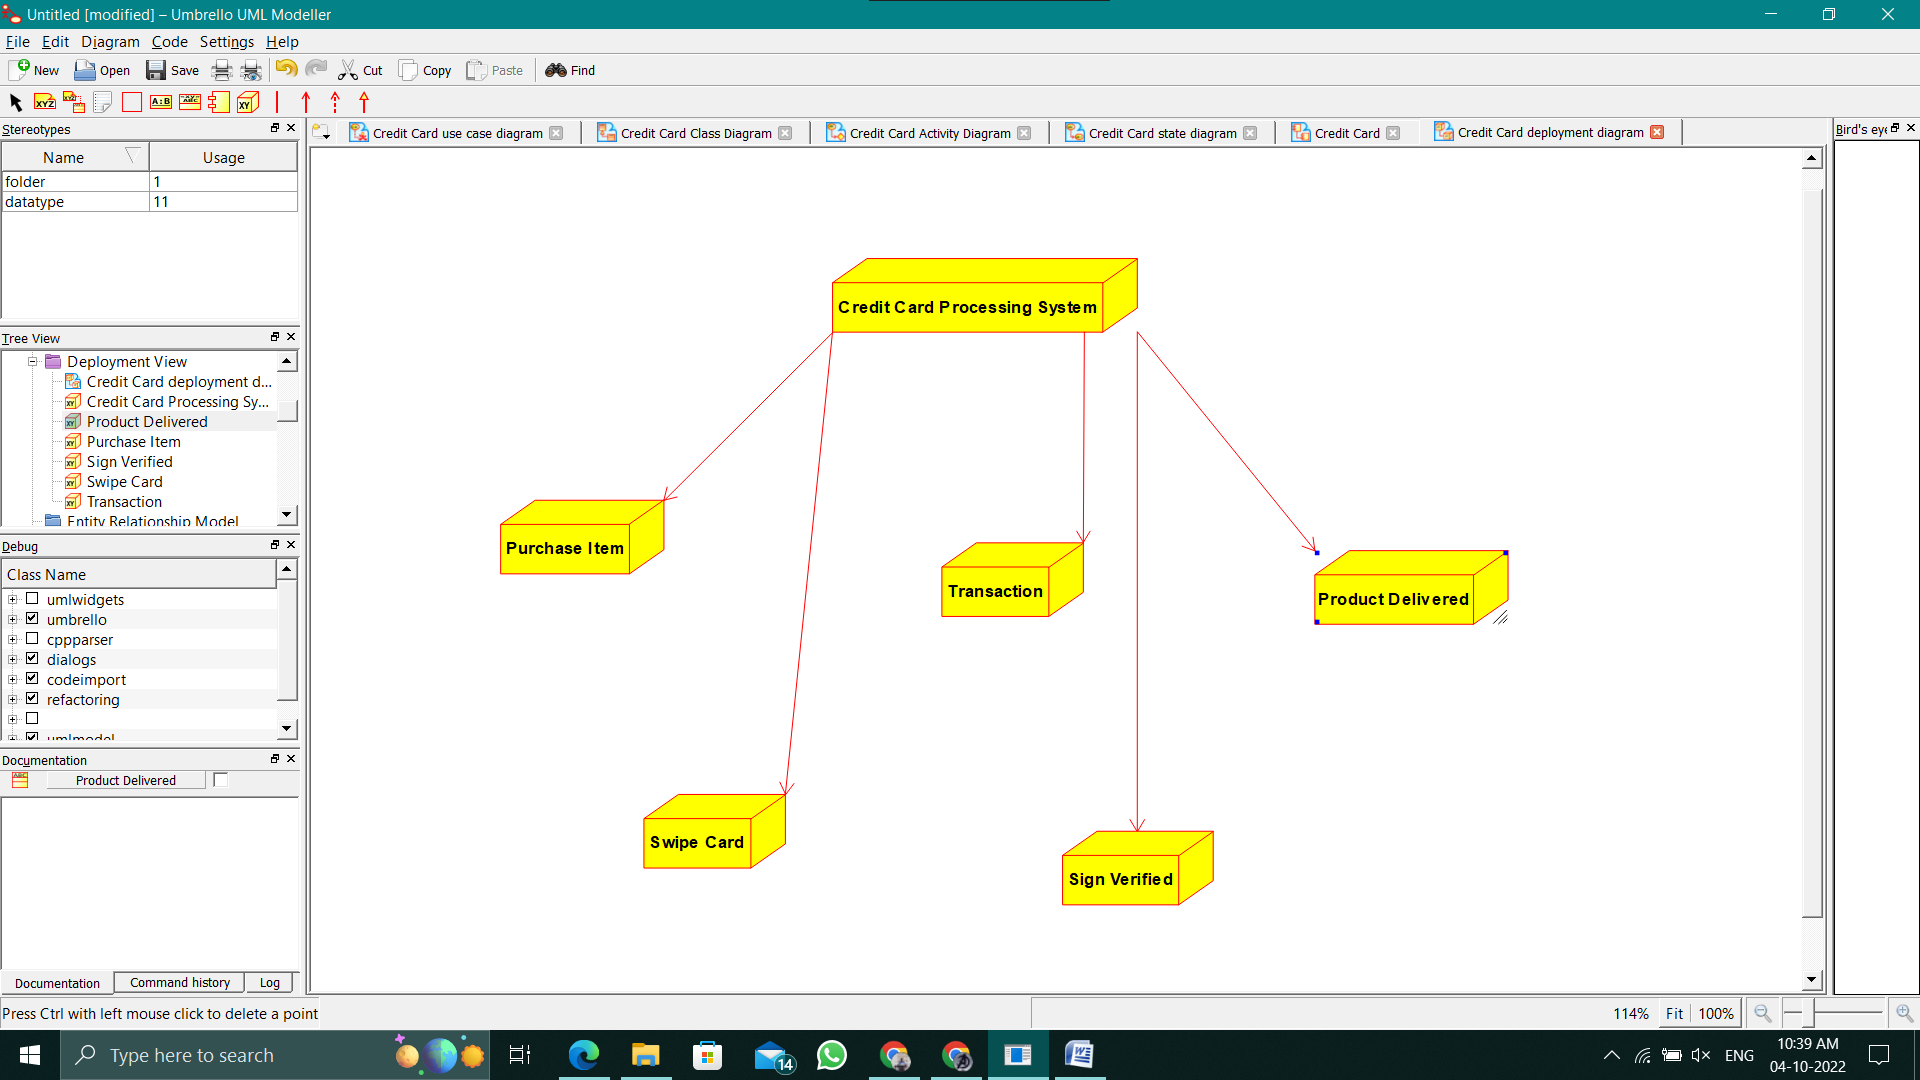 Untitled [modified] – Umbrello UML Modeller
File Edit Diagram Code Settings Help
New Open Save Cut Copy Paste Find
Stereotypes
Name Usage
folder 1
datatype 11
Tree View
Deployment View
Credit Card deployment d...
Credit Card Processing Sy...
Product Delivered
Purchase Item
Sign Verified
Swipe Card
Transaction
Entity Relationship Model
Debug
Class Name
umlwidgets
umbrello
cppparser
dialogs
codeimport
refactoring
umlmodel
Documentation
Product Delivered
Documentation Command history Log
Credit Card use case diagram Credit Card Class Diagram Credit Card Activity Diagram Credit Card state diagram Credit Card Credit Card deployment diagram
Bird's eye
Credit Card Processing System
Purchase Item
Transaction
Product Delivered
Swipe Card
Sign Verified
Press Ctrl with left mouse click to delete a point
114% Fit 100%
Type here to search
14
ENG
10:39 AM
04-10-2022